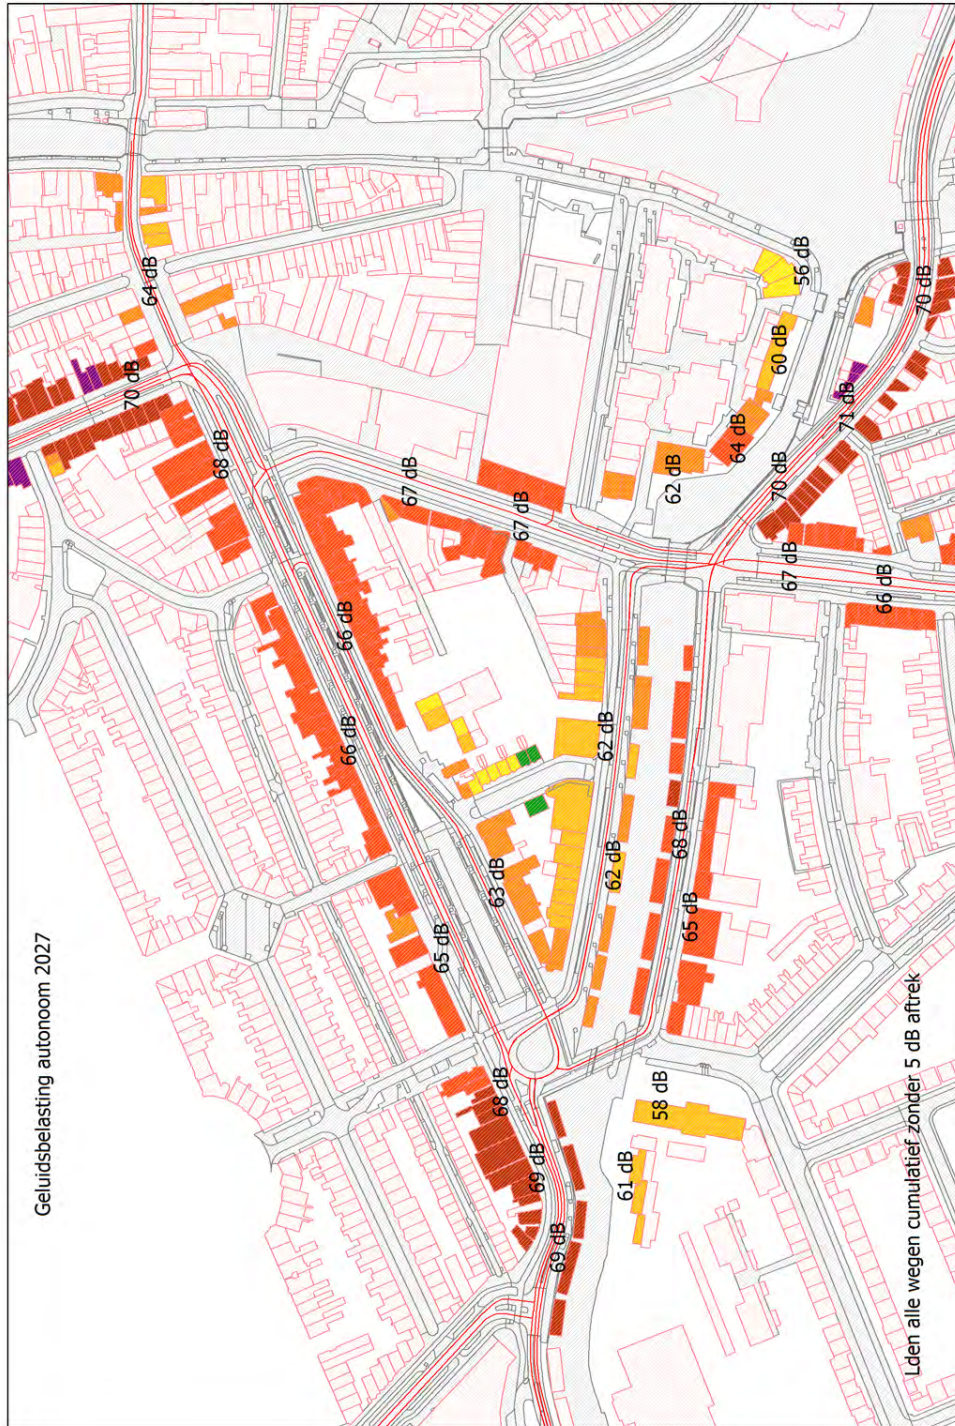 Geluidsbelasting autonoom 2027
70 dB
64 dB
68 dB
66 dB
66 dB
67 dB
65 dB
68 dB
63 dB
67 dB
69 dB
69 dB
62 dB
62 dB
61 dB
58 dB
62 dB
68 dB
65 dB
64 dB
60 dB
70 dB
67 dB
56 dB
71 dB
66 dB
70 dB
Lden alle wegen cumulatief zonder 5 dB aftrek